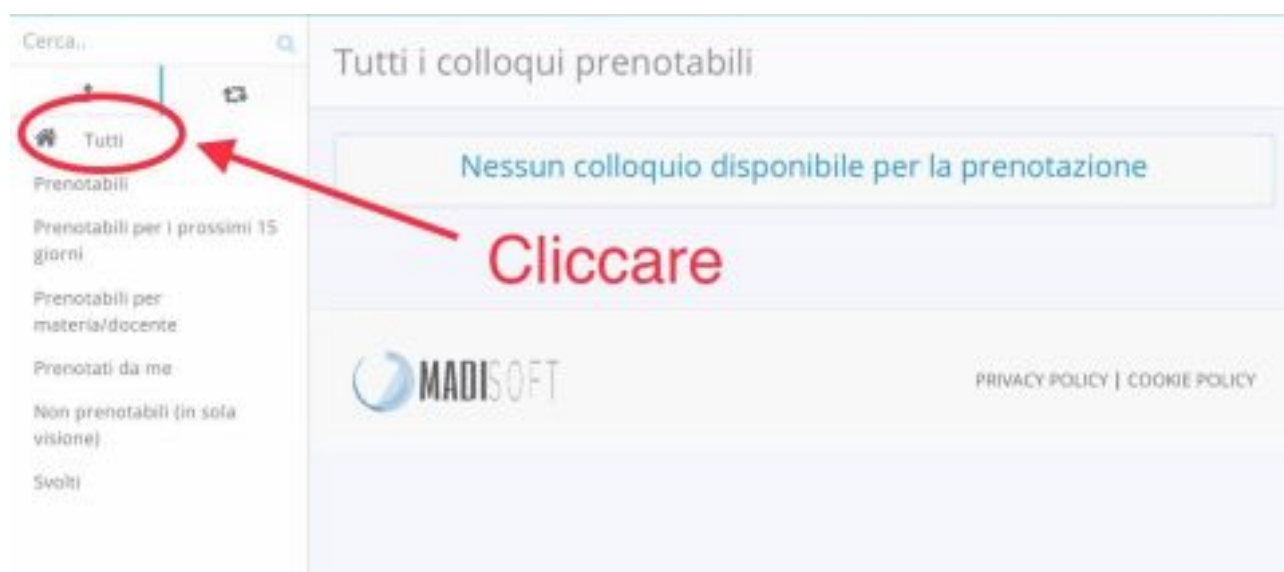 Cerca..
Tutti
Prenotabili
Prenotabili per i prossimi 15
giorni
Prenotabili per
materia/docente
Prenotati da me
Non prenotabili (in sola
visione)
Svolti
Tutti i colloqui prenotabili
Nessun colloquio disponibile per la prenotazione
Cliccare
MADISOFT
PRIVACY POLICY | COOKIE POLICY